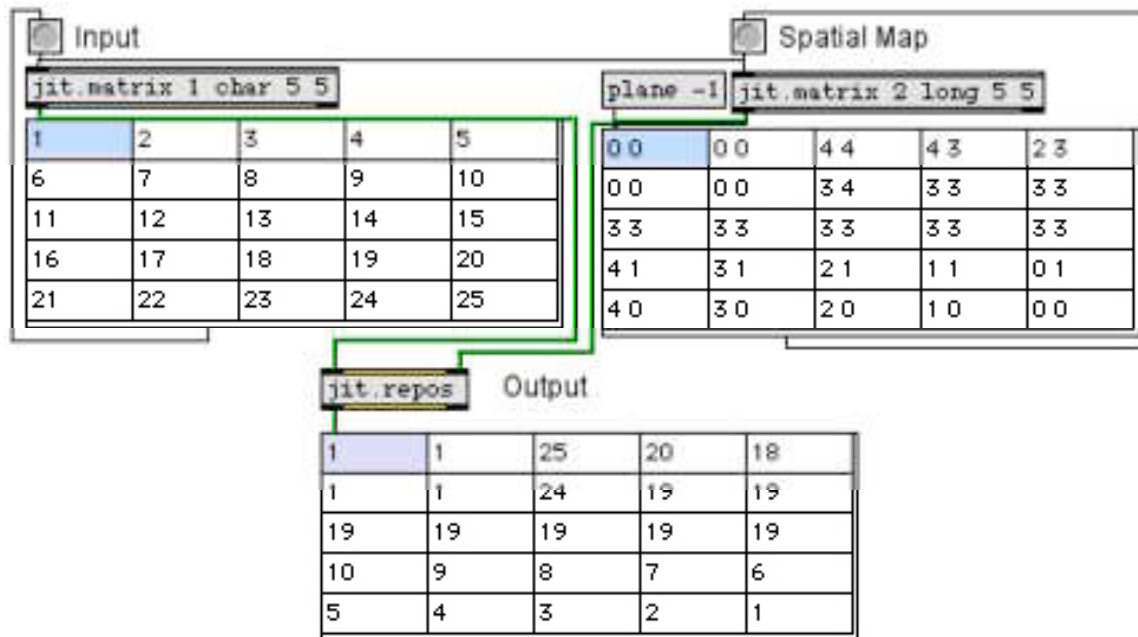 Input
Spatial Map
jit.matrix 1 char 5 5
plane -1
jit.matrix 2 long 5 5
1 2 3 4 5
6 7 8 9 10
11 12 13 14 15
16 17 18 19 20
21 22 23 24 25
0 0 0 0 4 4 4 3 2 3
0 0 0 0 3 4 3 3 3 3
3 3 3 3 3 3 3 3 3 3
4 1 3 1 2 1 1 1 0 1
4 0 3 0 2 0 1 0 0 0
jit.repos
Output
1 1 25 20 18
1 1 24 19 19
19 19 19 19 19
10 9 8 7 6
5 4 3 2 1